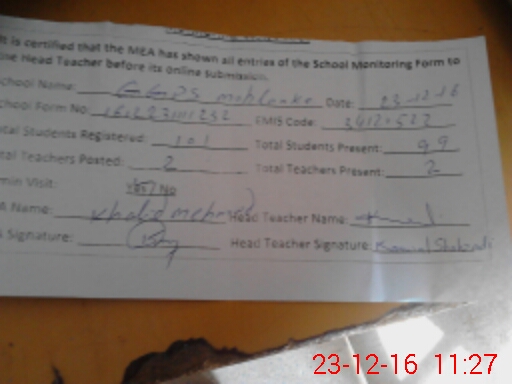 It is certified that the MEA has shown all entries of the School Monitoring Form to
the Head Teacher before its online submission.
School Name: GGPS Date: 23-12-16
School Form No: EMIS Code:
Total Students Registered: 101 Total Students Present: 99
Total Teachers Posted: 2 Total Teachers Present: 2
min Visit: Yes / No
A Name: Khalid mehmood Head Teacher Name:
Signature: Head Teacher Signature:
23-12-16 11:27